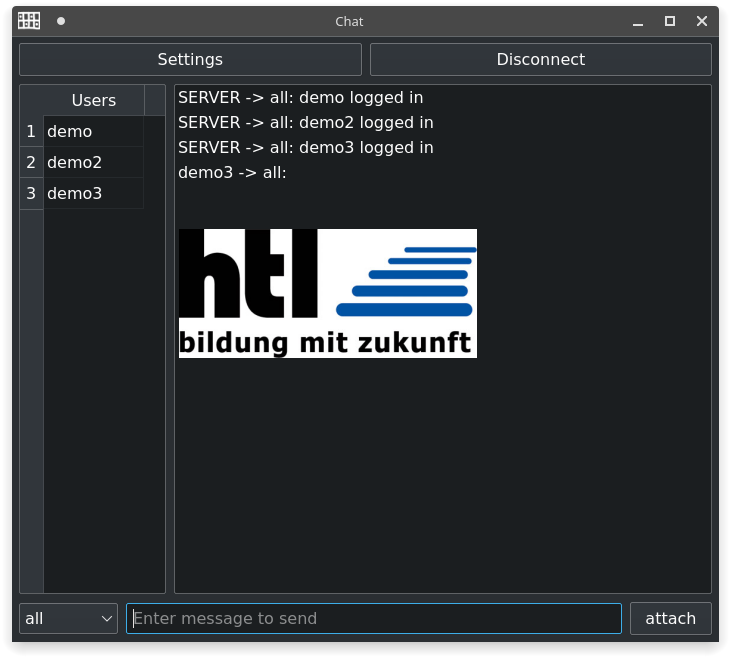 Chat
Settings
Disconnect
Users
1 demo
2 demo2
3 demo3
SERVER -> all: demo logged in
SERVER -> all: demo2 logged in
SERVER -> all: demo3 logged in
demo3 -> all:
htl
bildung mit zukunft
all
Enter message to send
attach